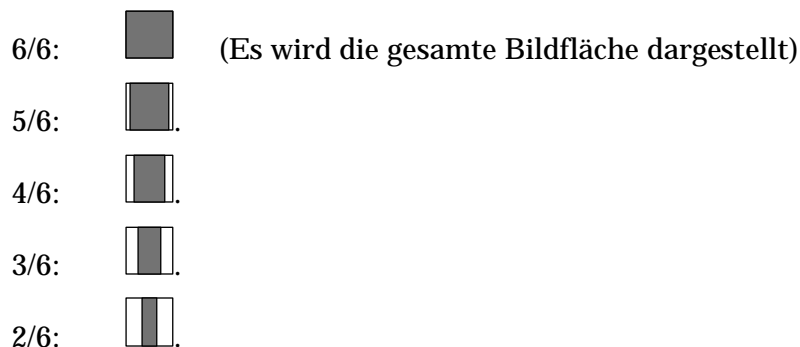 6/6: (Es wird die gesamte Bildfläche dargestellt)
5/6: .
4/6: .
3/6: .
2/6: .